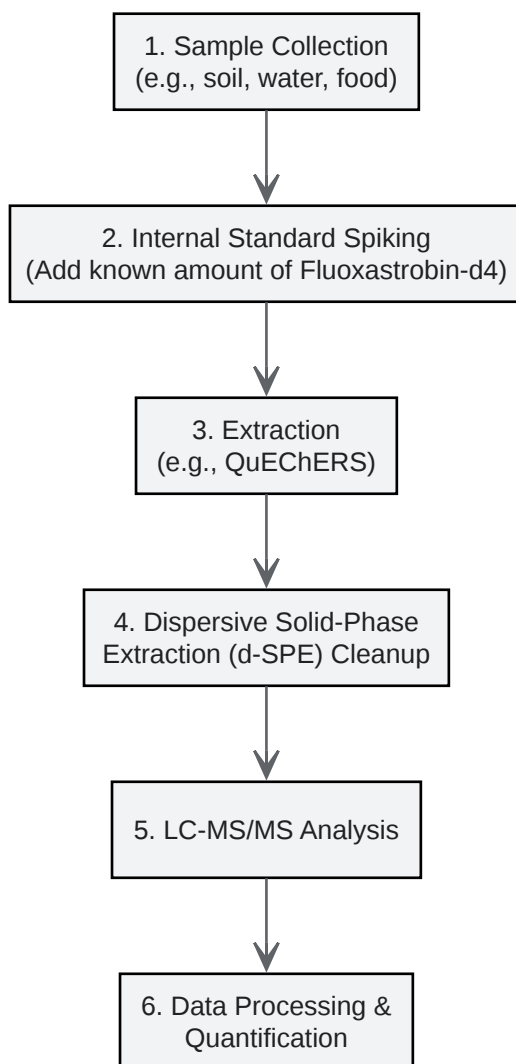 1. Sample Collection
(e.g., soil, water, food)
2. Internal Standard Spiking
(Add known amount of Fluoxastrobin-d4)
3. Extraction
(e.g., QuEChERS)
4. Dispersive Solid-Phase
Extraction (d-SPE) Cleanup
5. LC-MS/MS Analysis
6. Data Processing &
Quantification